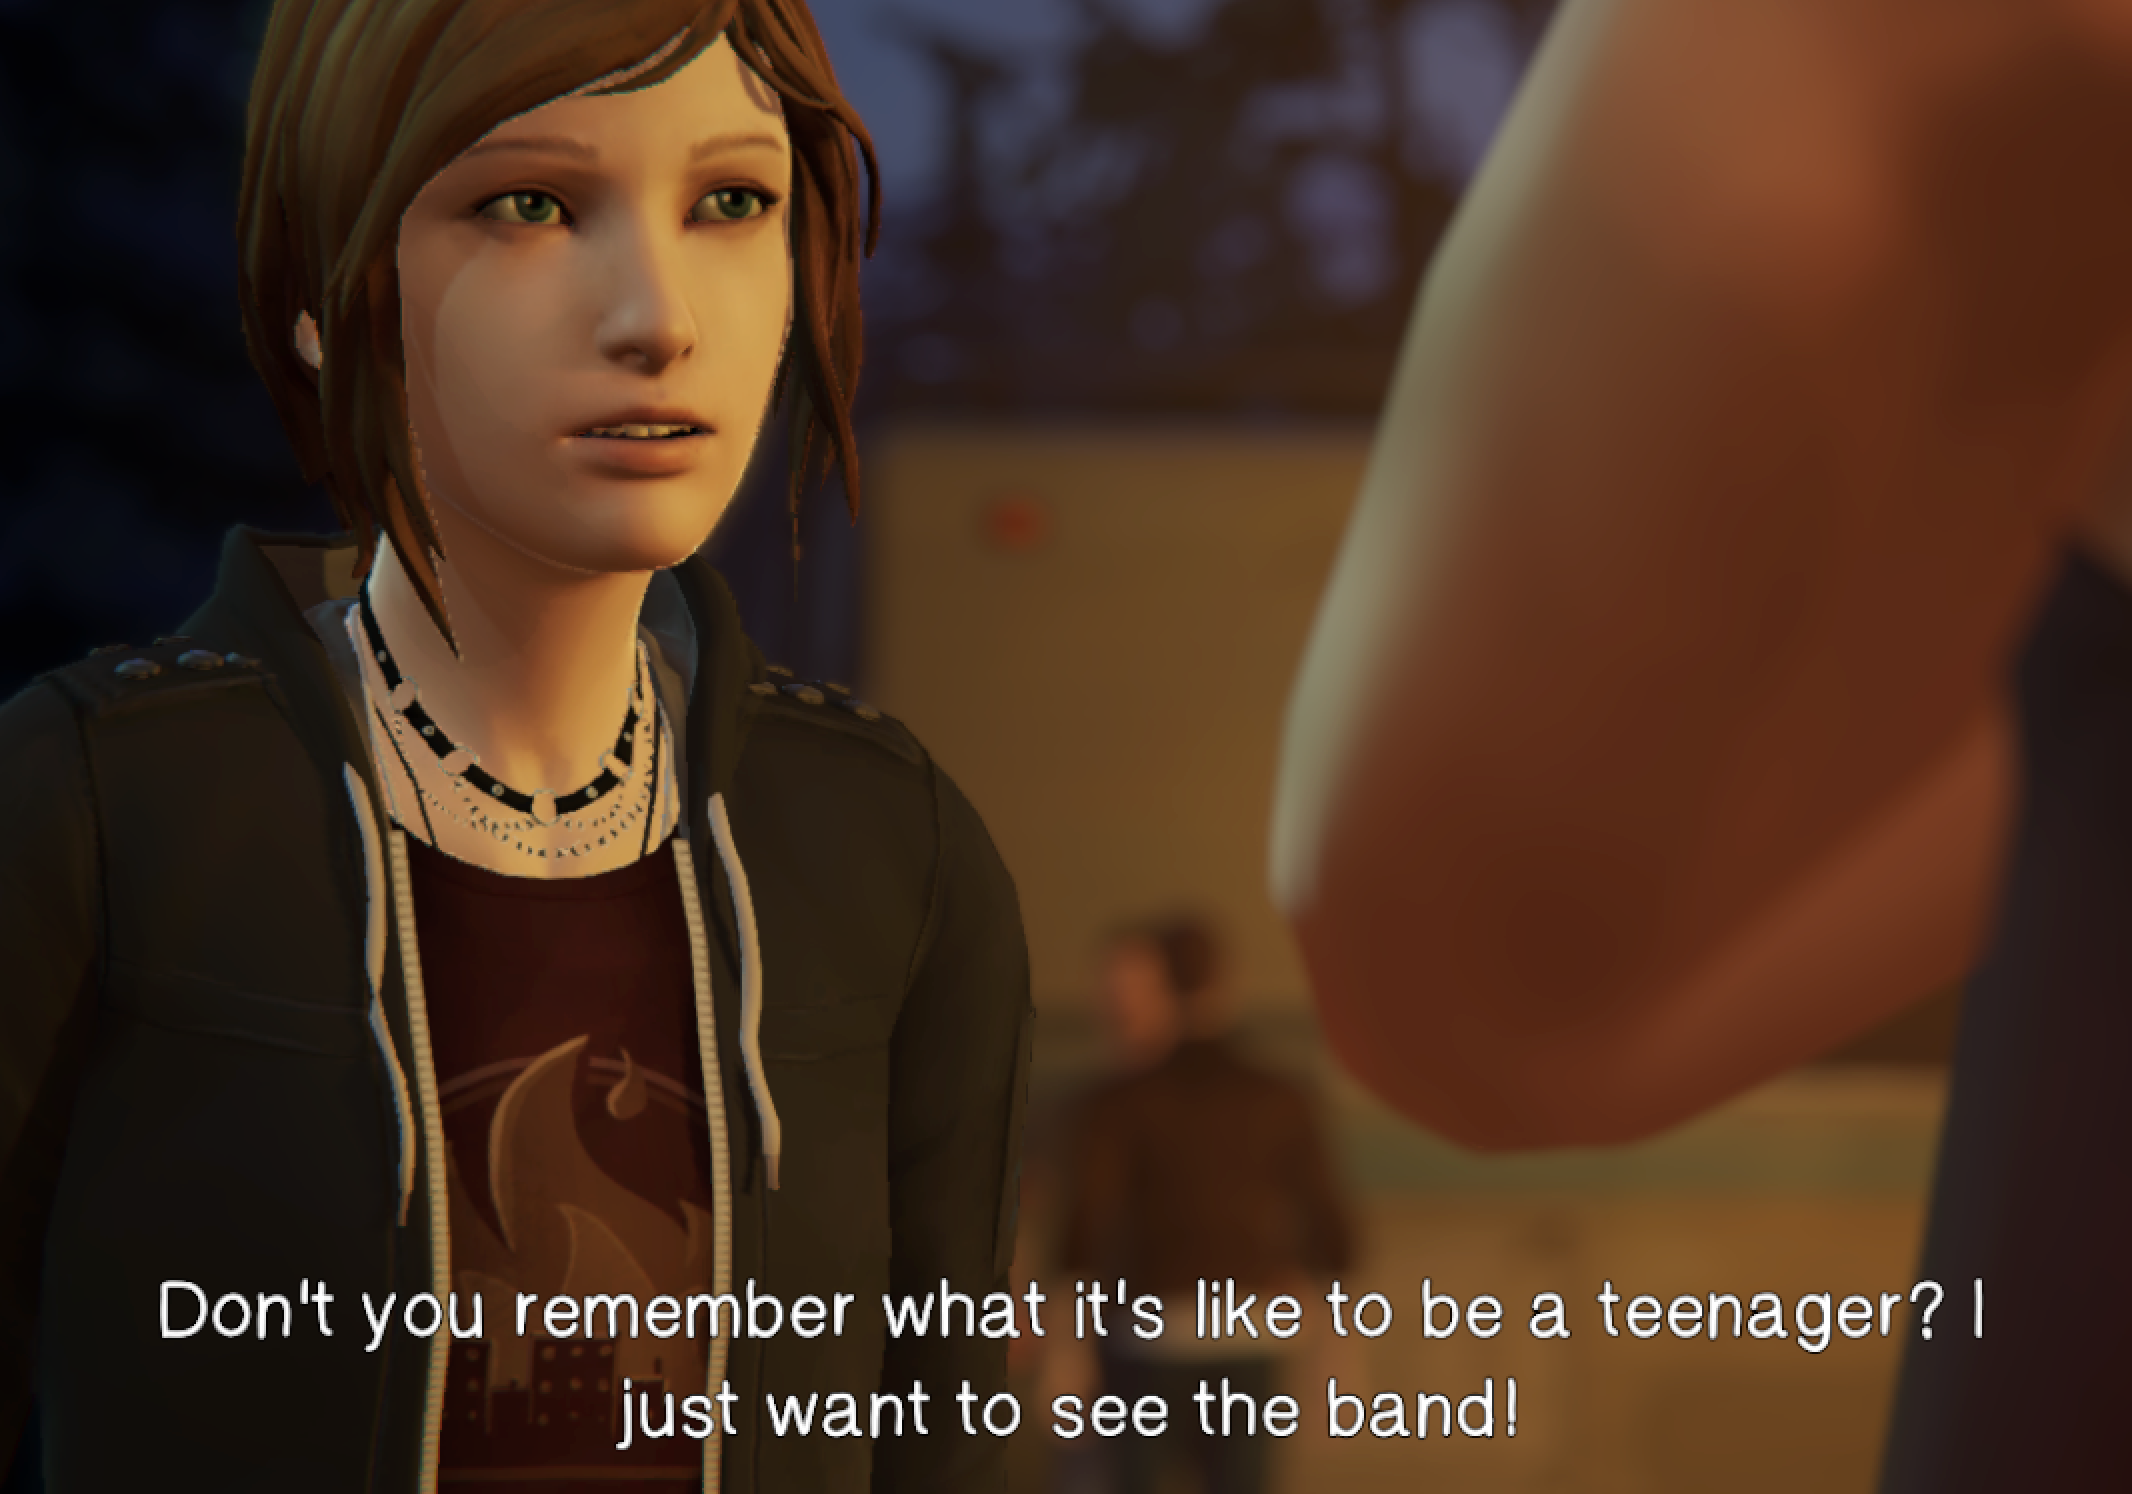 Don't you remember what it's like to be a teenager? I
just want to see the band!